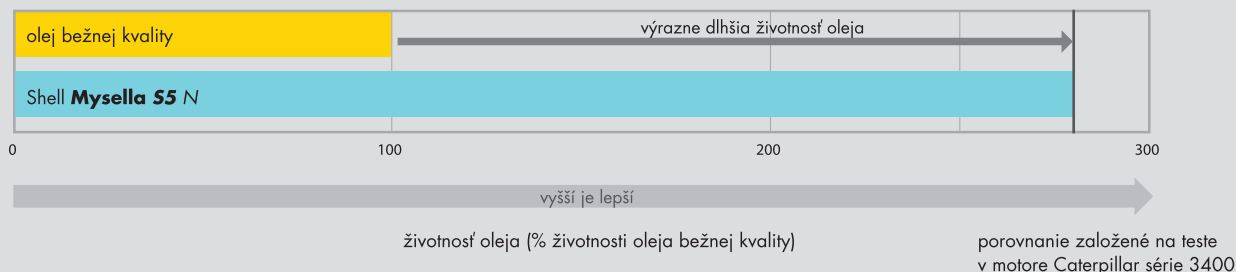 olej bežnej kvality
výrazne dlhšia životnosť oleja
Shell Mysella S5 N
0 100 200 300
vyšší je lepší
životnosť oleja (% životnosti oleja bežnej kvality)
porovnanie založené na teste
v motore Caterpillar série 3400